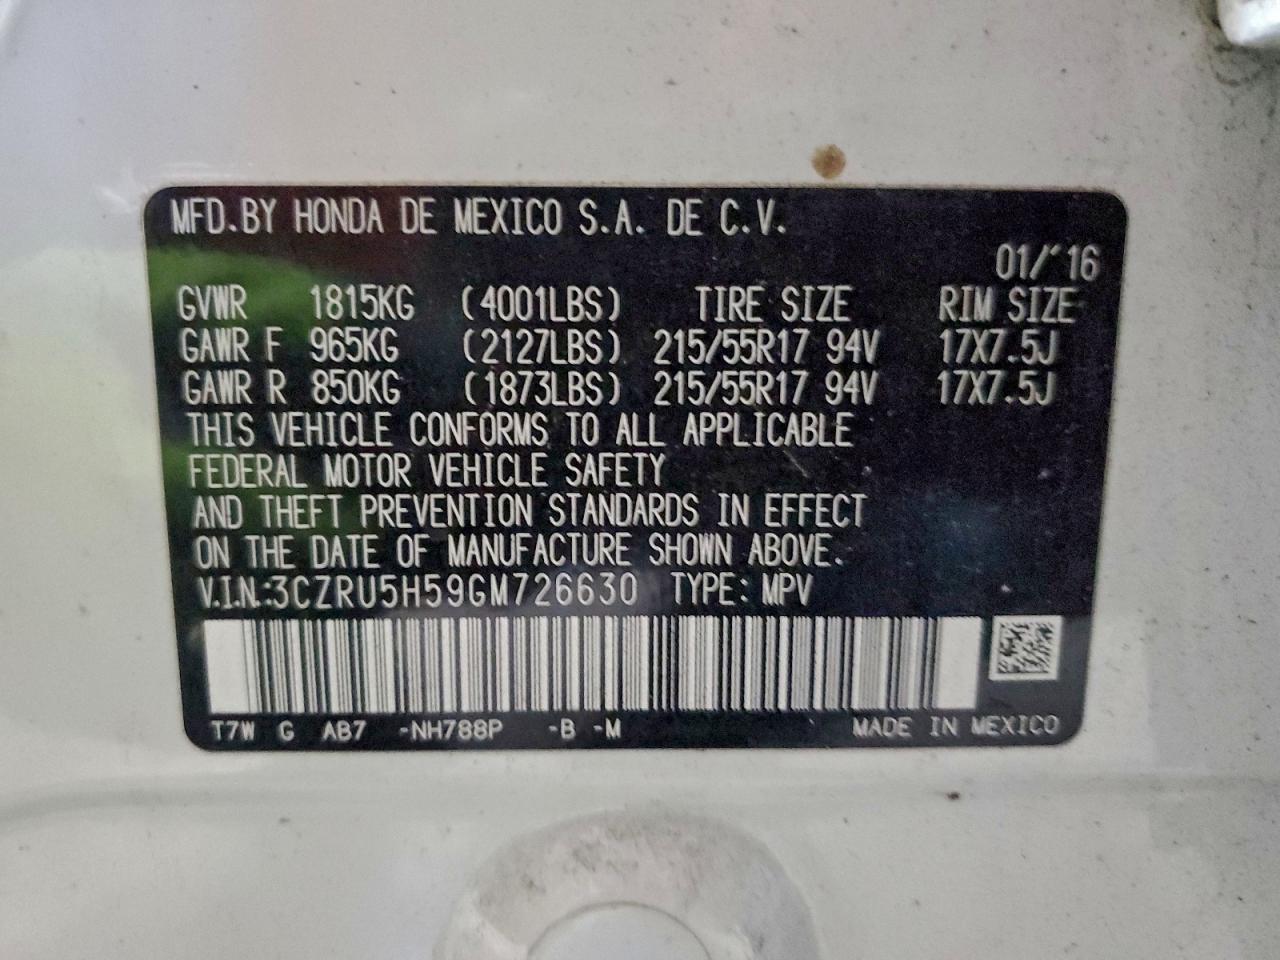 MFD.BY HONDA DE MEXICO S.A. DE C.V.
01/'16
GVWR 1815KG (4001LBS) TIRE SIZE RIM SIZE
GAWR F 965KG (2127LBS) 215/55R17 94V 17X7.5J
GAWR R 850KG (1873LBS) 215/55R17 94V 17X7.5J
THIS VEHICLE CONFORMS TO ALL APPLICABLE
FEDERAL MOTOR VEHICLE SAFETY
AND THEFT PREVENTION STANDARDS IN EFFECT
ON THE DATE OF MANUFACTURE SHOWN ABOVE.
V.I.N.:3CZRU5H59GM726630 TYPE: MPV
T7W G AB7 -NH788P -B -M MADE IN MEXICO